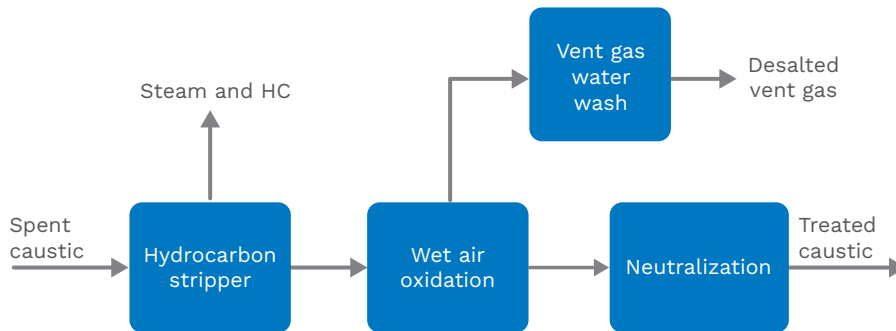 Vent gas
water
wash
Desalted
vent gas
Steam and HC
Spent
caustic
Hydrocarbon
stripper
Wet air
oxidation
Neutralization
Treated
caustic